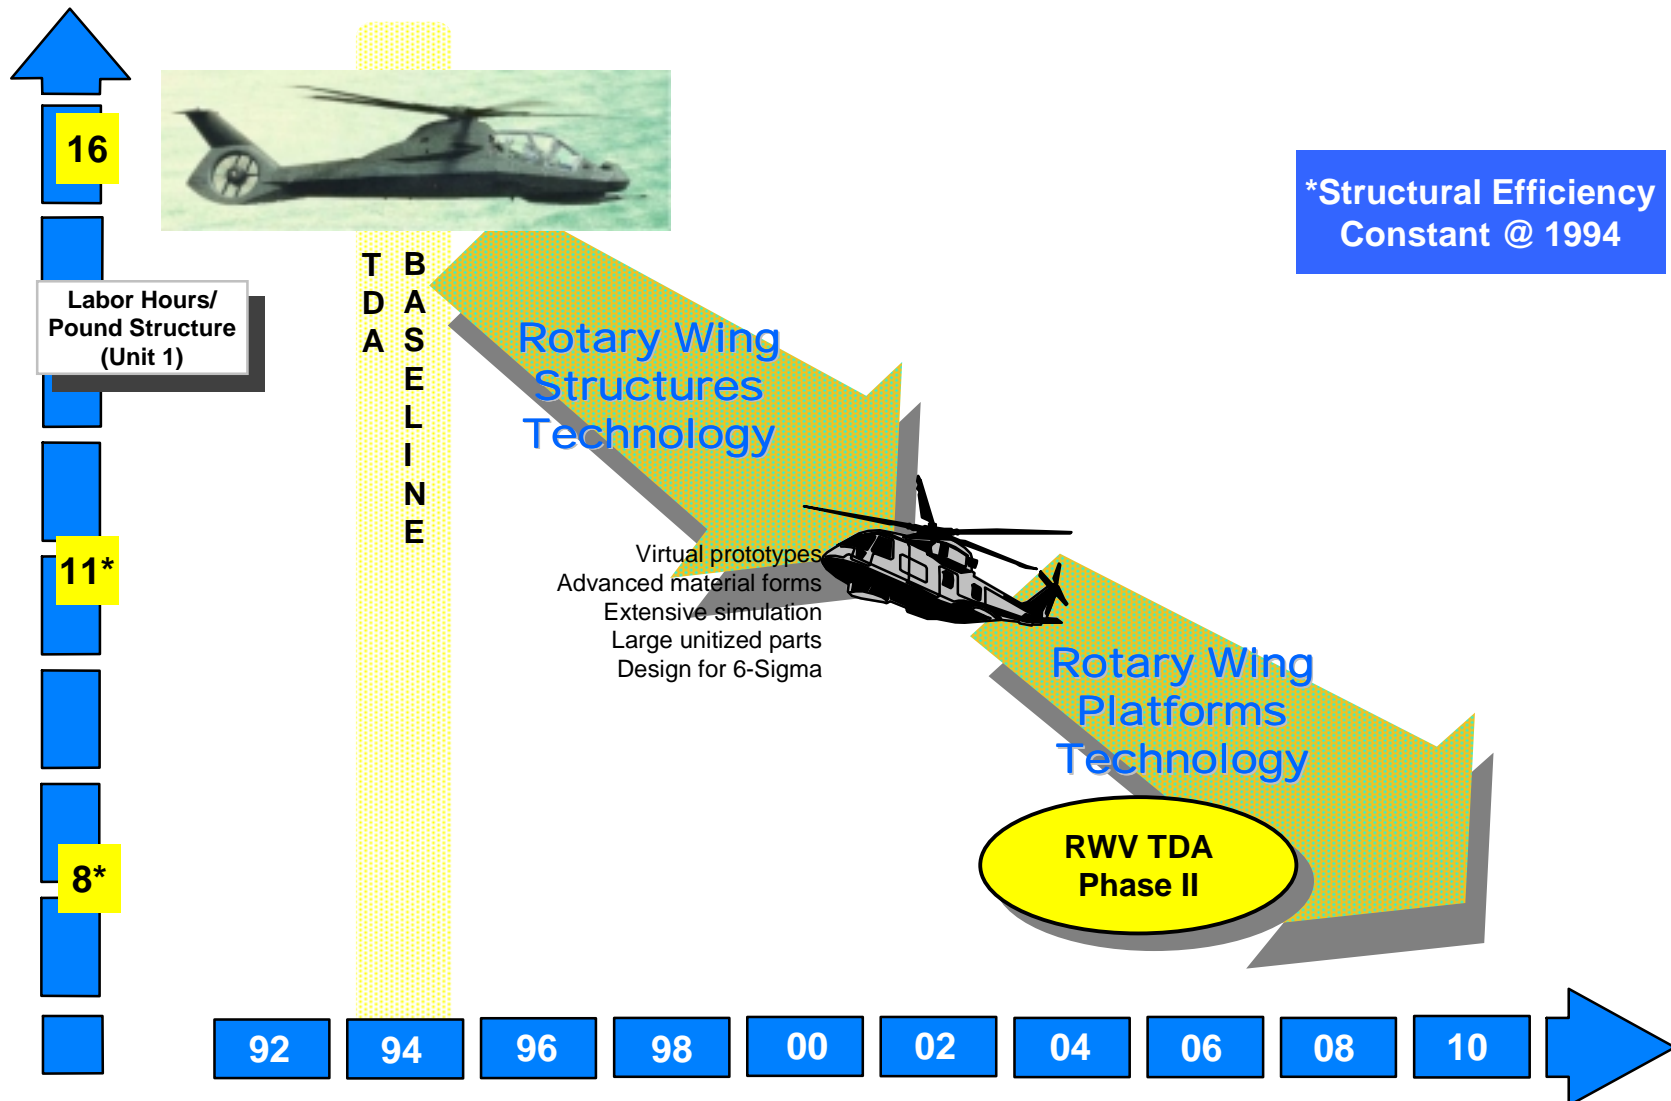 16
*Structural Efficiency
Constant @ 1994
Labor Hours/
Pound Structure
(Unit 1)
TDA
BASELINE
Rotary Wing
Structures
Technology
11*
Virtual prototypes
Advanced material forms
Extensive simulation
Large unitized parts
Design for 6-Sigma
Rotary Wing
Platforms
Technology
8*
RWV TDA
Phase II
92 94 96 98 00 02 04 06 08 10